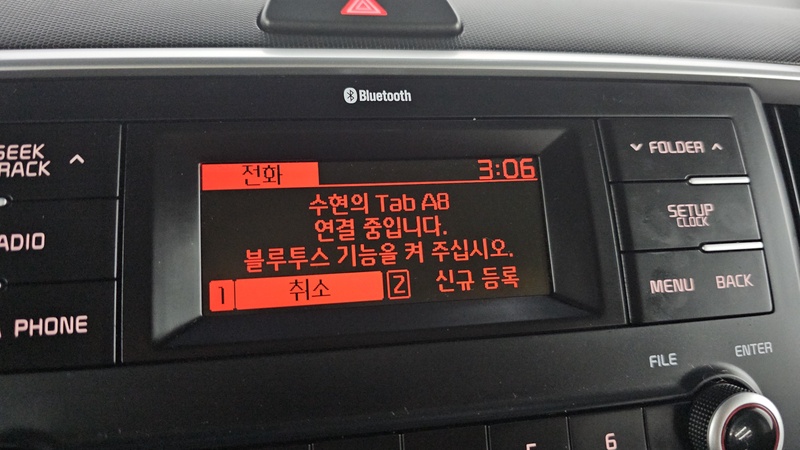 Bluetooth
SEEK
TRACK
FOLDER
전화 3:06
수현의 Tab A8
연결 중입니다.
블루투스 기능을 켜 주십시오.
1 취소 2 신규 등록
SETUP
CLOCK
RADIO
PHONE
MENU BACK
FILE ENTER
6